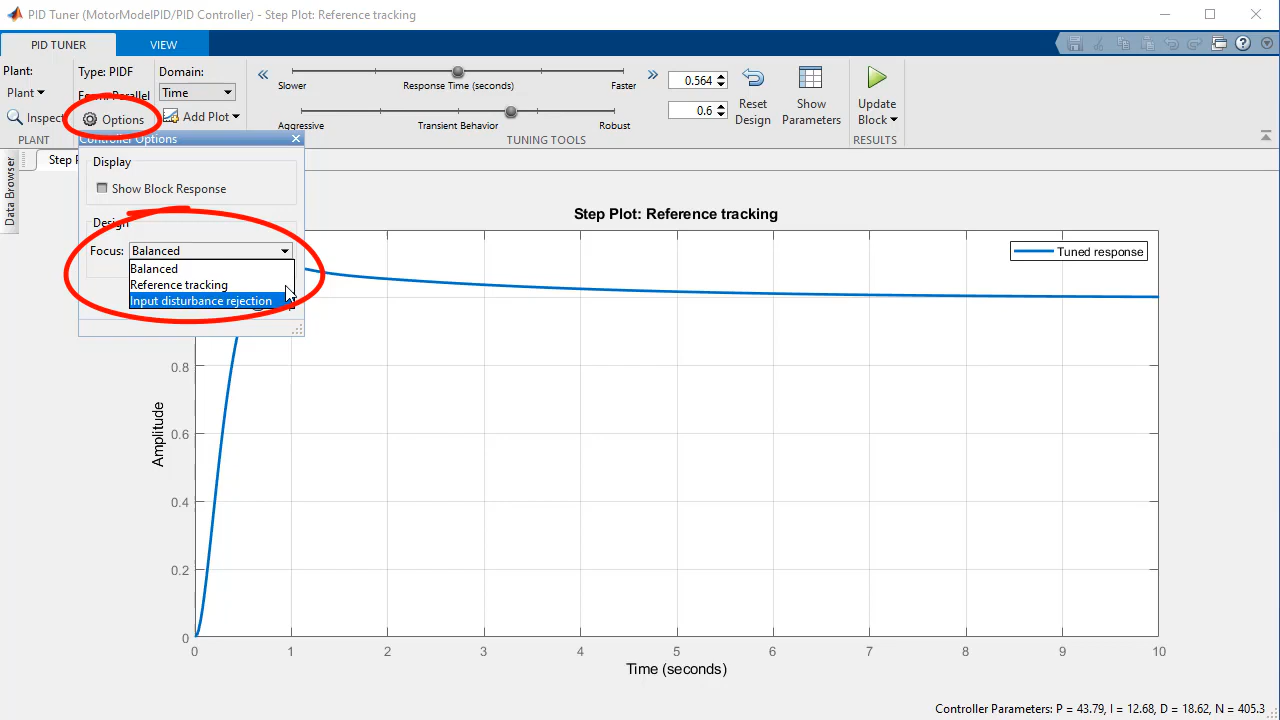 PID Tuner (MotorModelPID/PID Controller) - Step Plot: Reference tracking
PID TUNER
VIEW
Plant:
Plant
Inspect
PLANT
Type: PIDF
Form: Parallel
Options
Domain:
Time
Add Plot
Slower
Response Time (seconds)
Faster
0.564
Aggressive
Transient Behavior
Robust
0.6
TUNING TOOLS
Reset
Design
Show
Parameters
Update
Block
RESULTS
Controller Options
Display
Show Block Response
Design
Focus: Balanced
Balanced
Reference tracking
Input disturbance rejection
Data Browser
Step P
Step Plot: Reference tracking
Tuned response
Amplitude
0.8
0.6
0.4
0.2
0
0 1 2 3 4 5 6 7 8 9 10
Time (seconds)
Controller Parameters: P = 43.79, I = 12.68, D = 18.62, N = 405.3